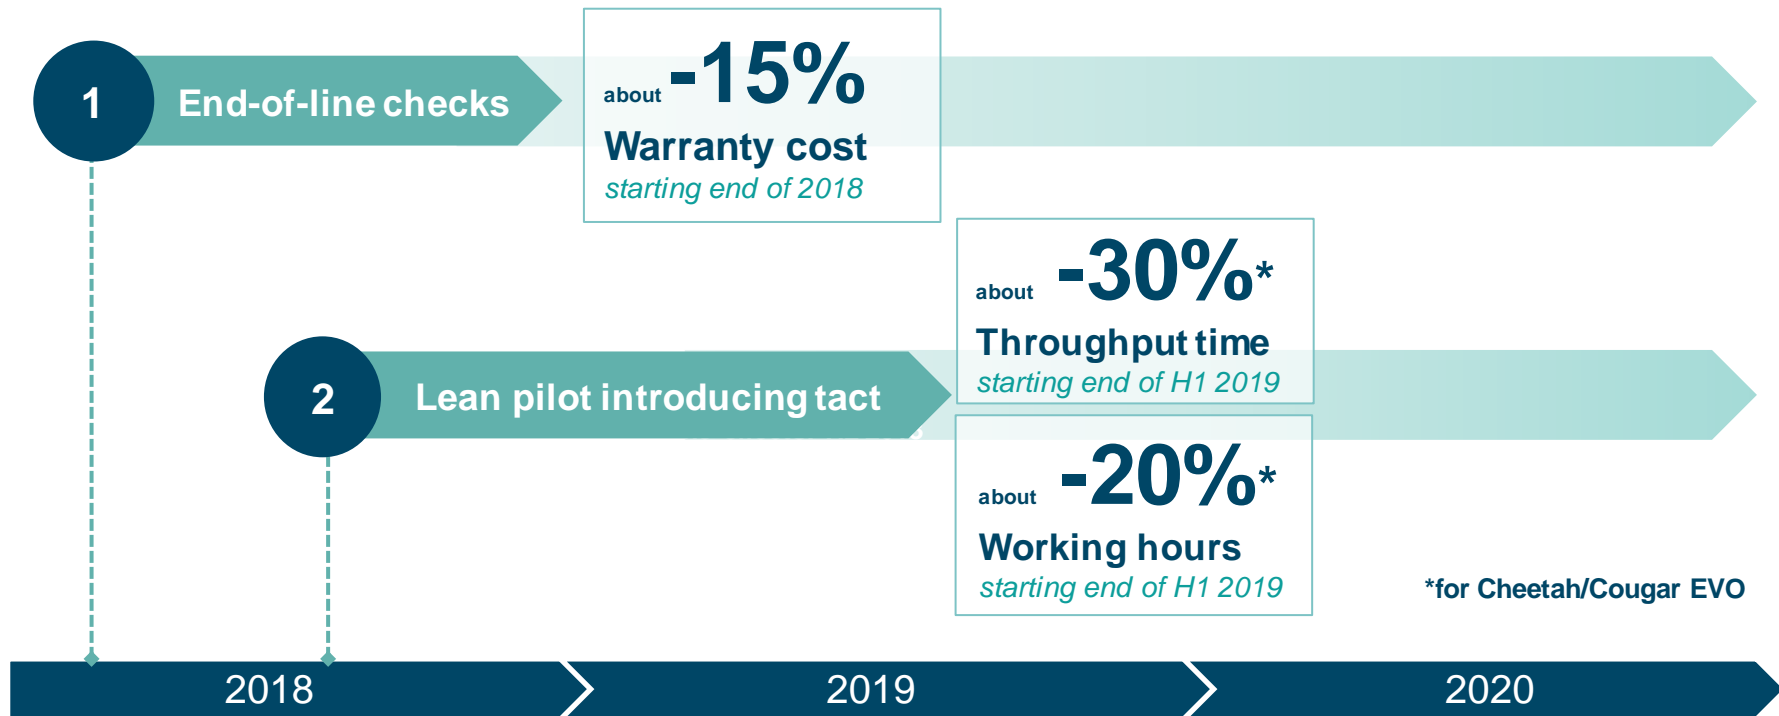 1
End-of-line checks
about -15%
Warranty cost
starting end of 2018
2
Lean pilot introducing tact
about -30%*
Throughput time
starting end of H1 2019
about -20%*
Working hours
starting end of H1 2019
*for Cheetah/Cougar EVO
2018
2019
2020